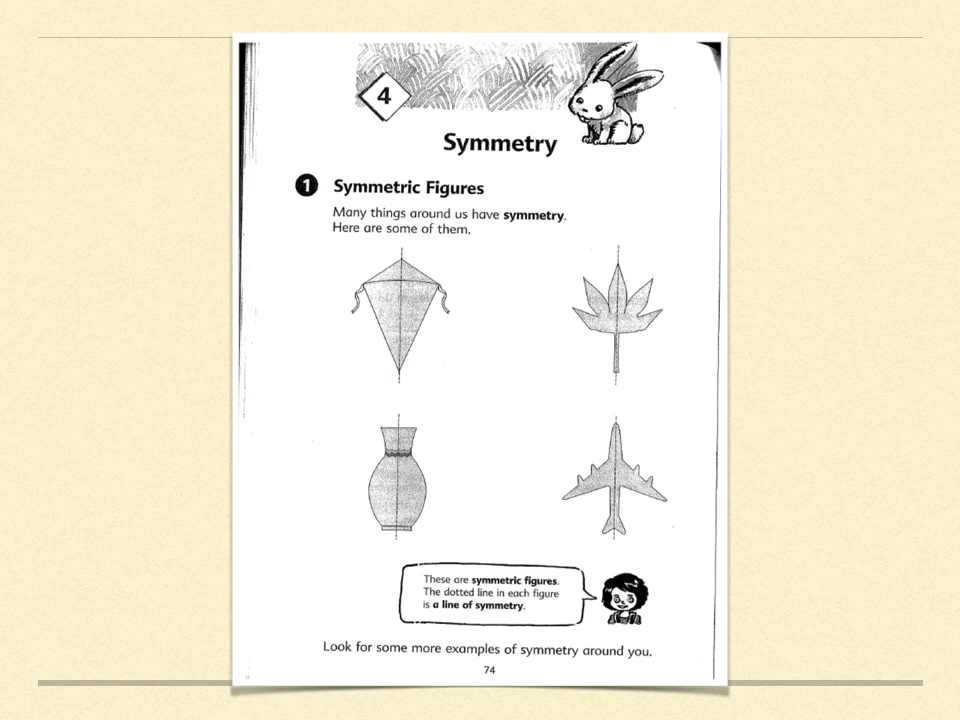 4
Symmetry
1 Symmetric Figures
Many things around us have symmetry.
Here are some of them.
These are symmetric figures.
The dotted line in each figure
is a line of symmetry.
Look for some more examples of symmetry around you.
74